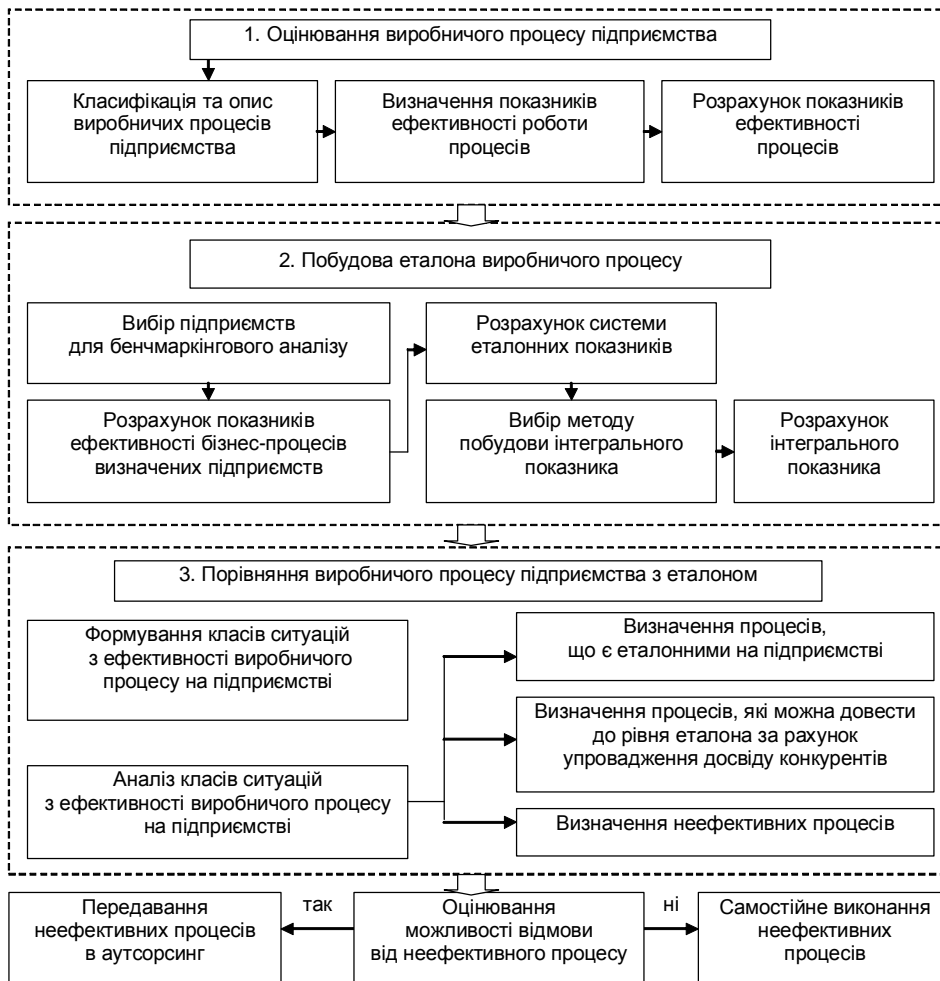 1. Оцінювання виробничого процесу підприємства
Класифікація та опис
виробничих процесів
підприємства
Визначення показників
ефективності роботи
процесів
Розрахунок показників
ефективності
процесів
2. Побудова еталона виробничого процесу
Вибір підприємств
для бенчмаркінгового аналізу
Розрахунок показників
ефективності бізнес-процесів
визначених підприємств
Розрахунок системи
еталонних показників
Вибір методу
побудови інтегрального
показника
Розрахунок
інтегрального
показника
3. Порівняння виробничого процесу підприємства з еталоном
Формування класів ситуацій
з ефективності виробничого
процесу на підприємстві
Аналіз класів ситуацій
з ефективності виробничого процесу
на підприємстві
Визначення процесів,
що є еталонними на підприємстві
Визначення процесів, які можна довести
до рівня еталона за рахунок
упровадження досвіду конкурентів
Визначення неефективних процесів
Передавання
неефективних процесів
в аутсорсинг
так
Оцінювання
можливості відмови
від неефективного процесу
ні
Самостійне виконання
неефективних
процесів